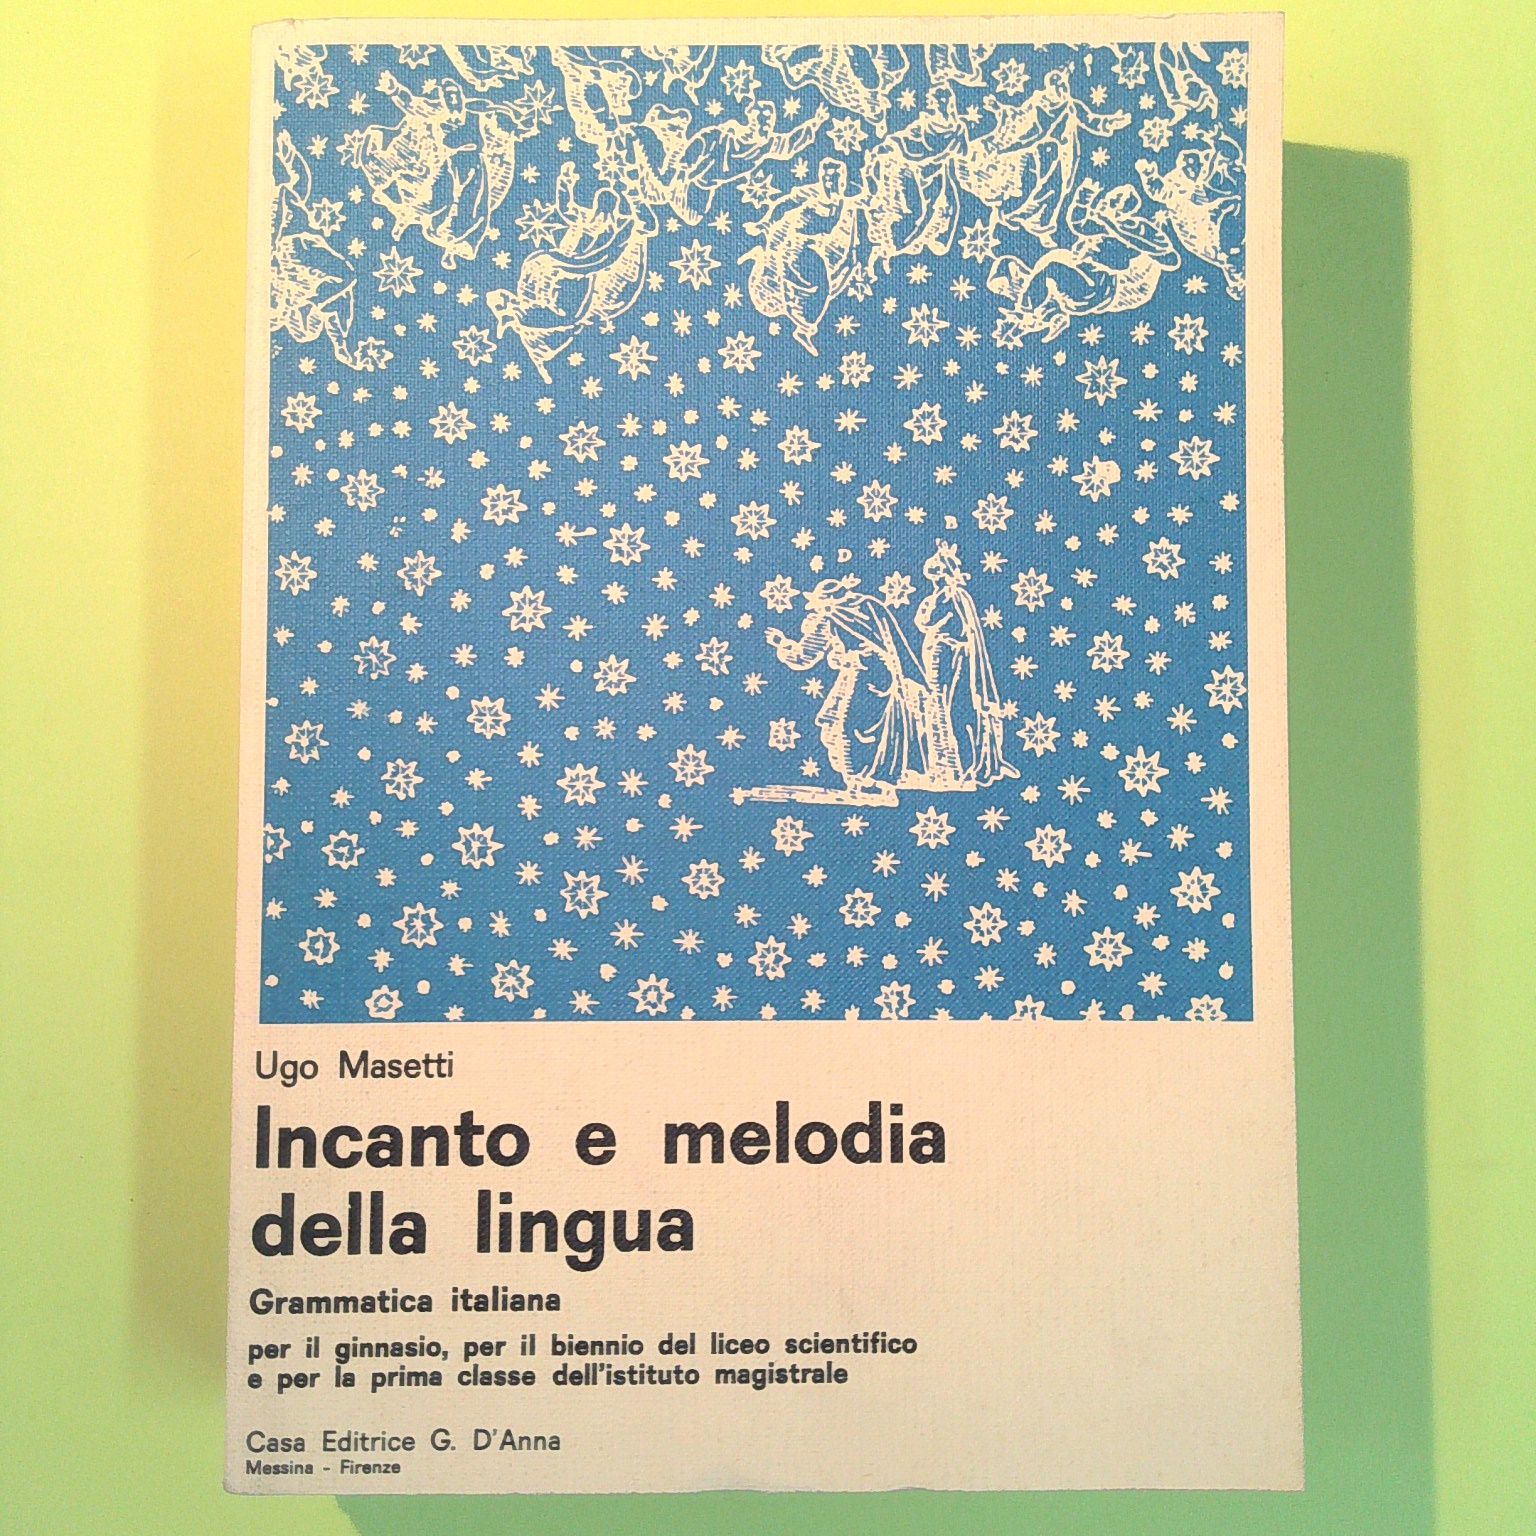 D
B
Ugo Masetti
Incanto e melodia
della lingua
Grammatica italiana
per il ginnasio, per il biennio del liceo scientifico
e per la prima classe dell'istituto magistrale
Casa Editrice G. D'Anna
Messina - Firenze